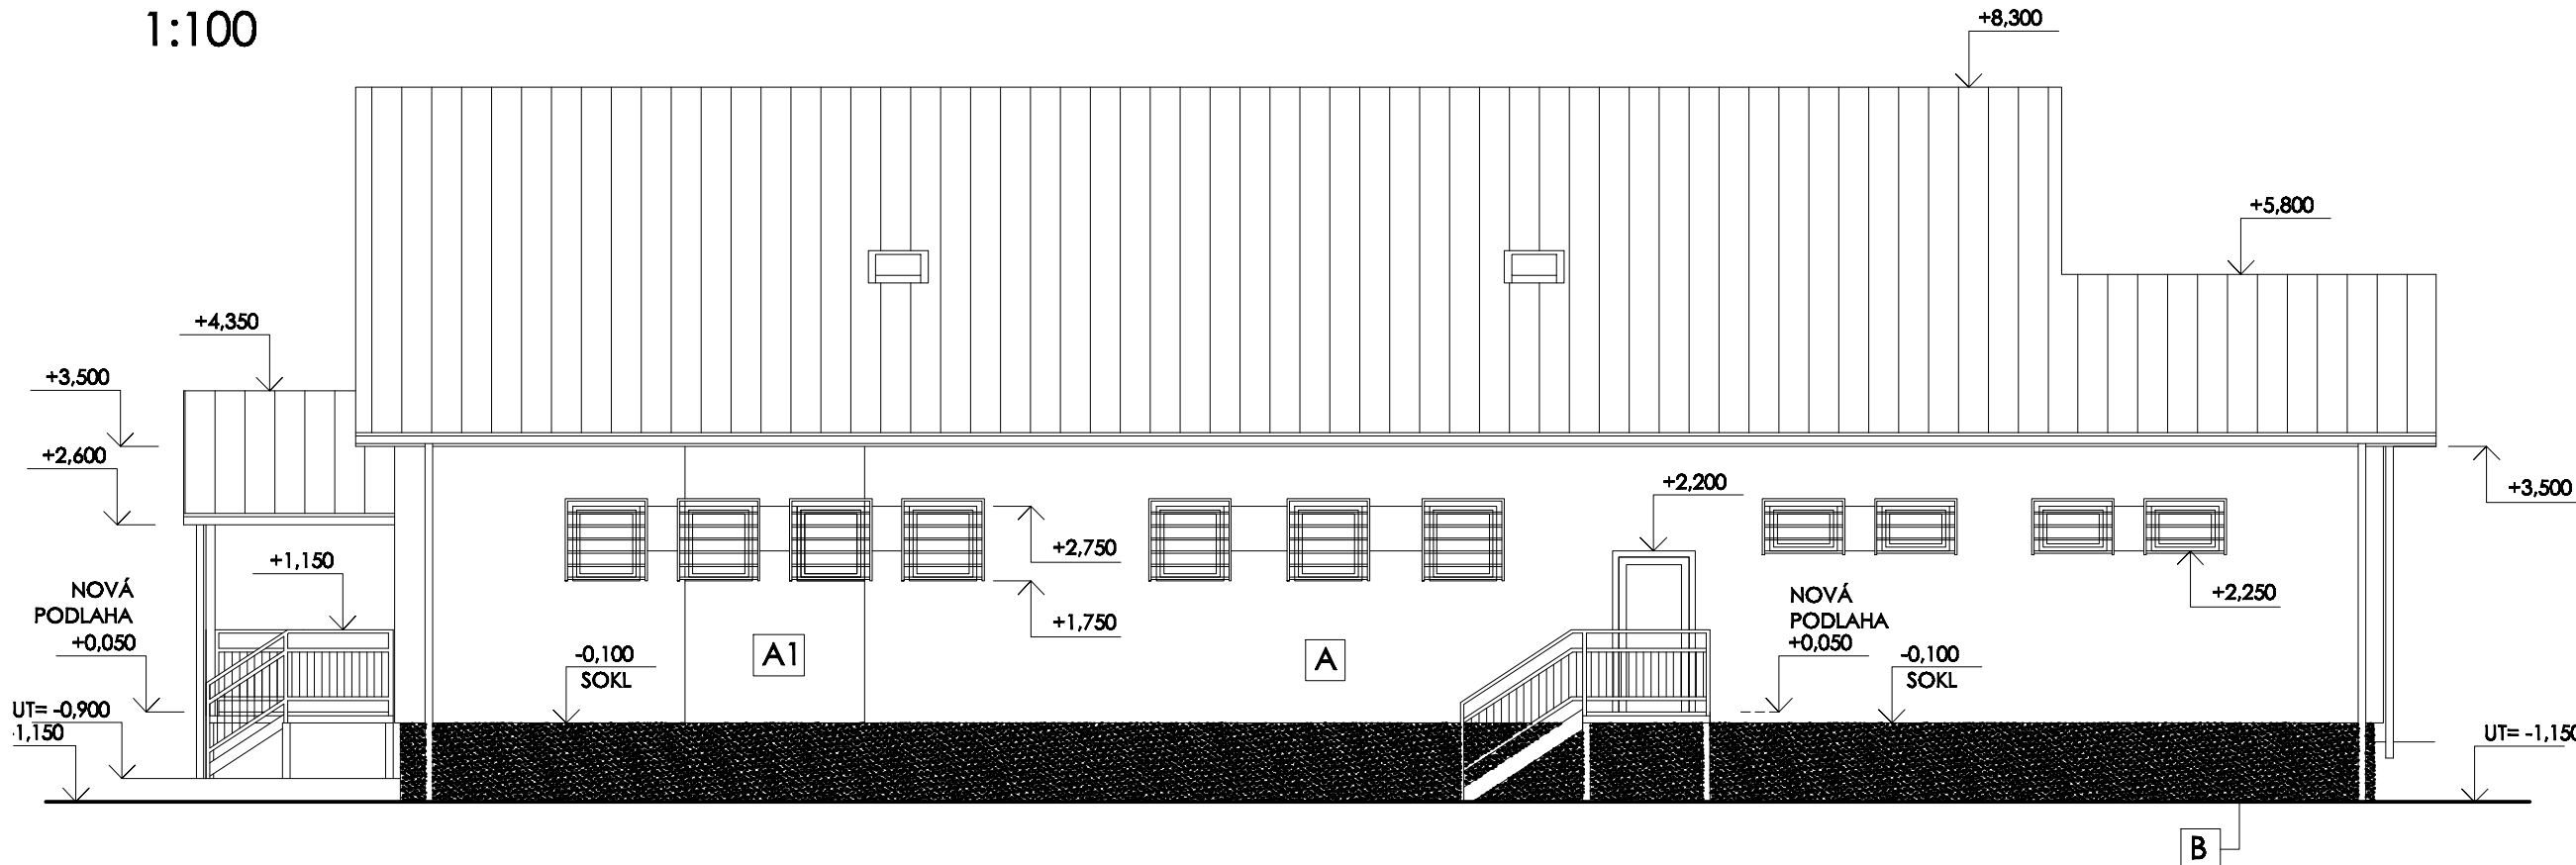 1:100
+8,300
+5,800
+4,350
+3,500
+2,600
+2,200
+3,500
+2,750
+1,150
NOVÁ
PODLAHA
+0,050
+2,250
NOVÁ
PODLAHA
+0,050
+1,750
-0,100
SOKL
A1
A
-0,100
SOKL
UT= -0,900
-1,150
UT= -1,150
B